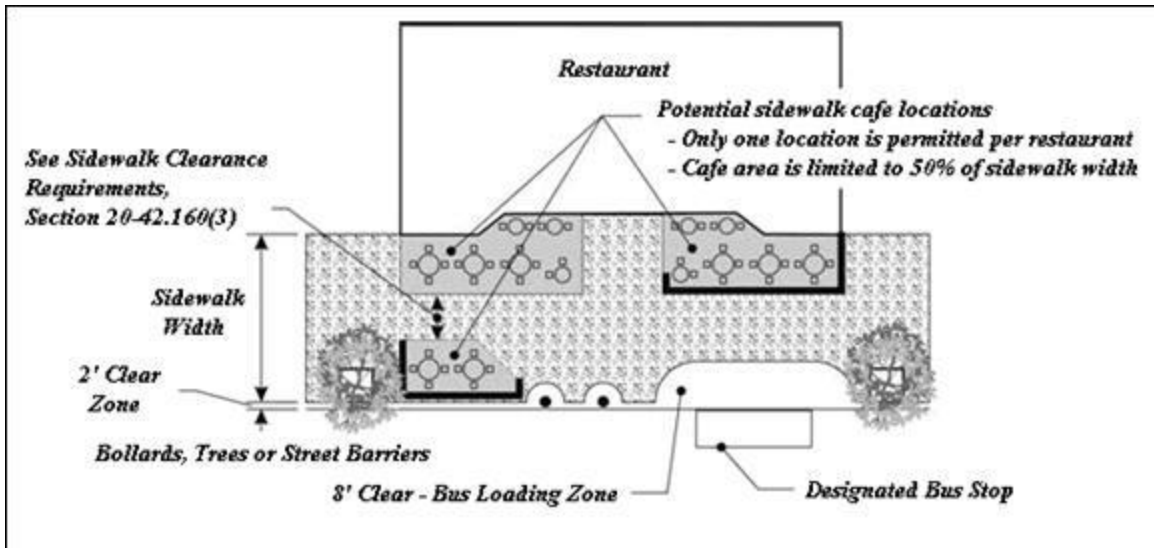 Restaurant
Potential sidewalk cafe locations
- Only one location is permitted per restaurant
- Cafe area is limited to 50% of sidewalk width
See Sidewalk Clearance
Requirements,
Section 20-42.160(3)
Sidewalk
Width
2' Clear
Zone
Bollards, Trees or Street Barriers
8' Clear - Bus Loading Zone
Designated Bus Stop